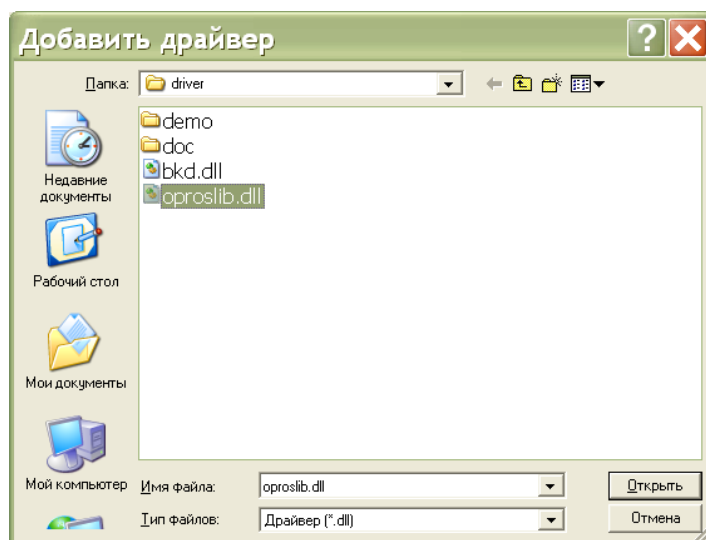 Добавить драйвер
Папка: driver
demo
doc
bkd.dll
oproslib.dll
Недавние
документы
Рабочий стол
Мои документы
Мой компьютер
Имя файла: oproslib.dll Открыть
Тип файлов: Драйвер (*.dll) Отмена